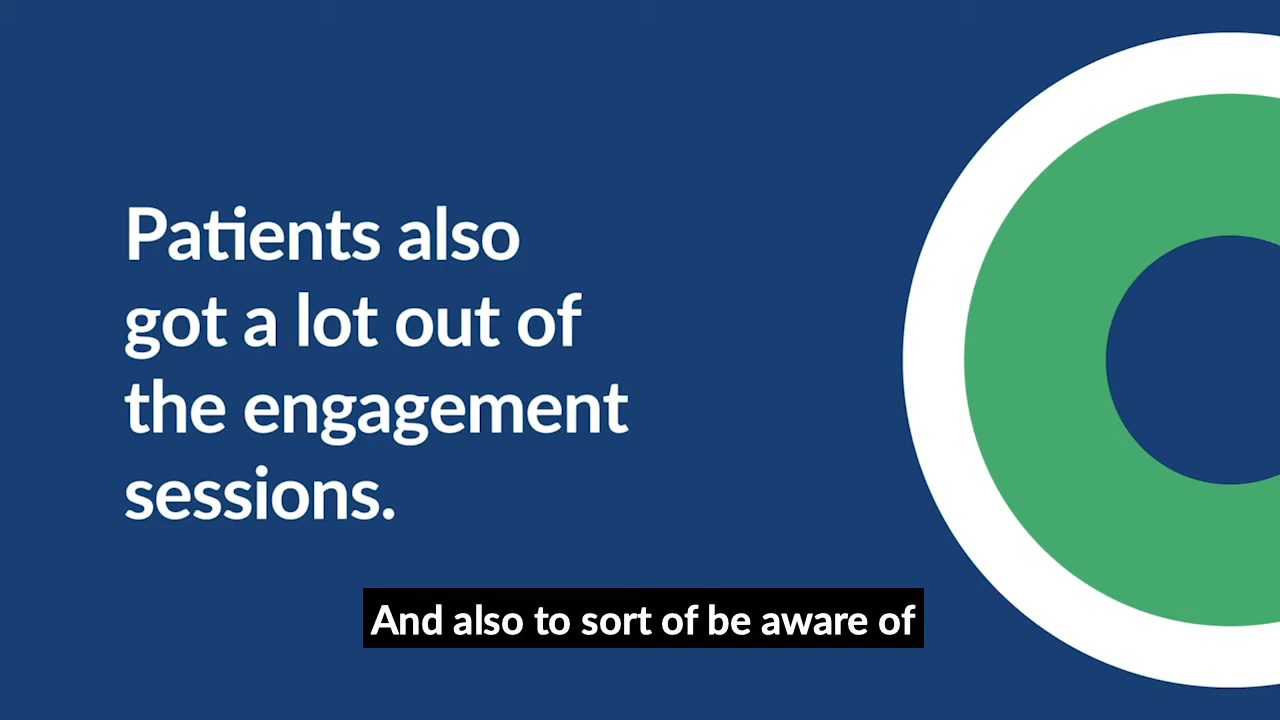 Patients also
got a lot out of
the engagement
sessions.
And also to sort of be aware of